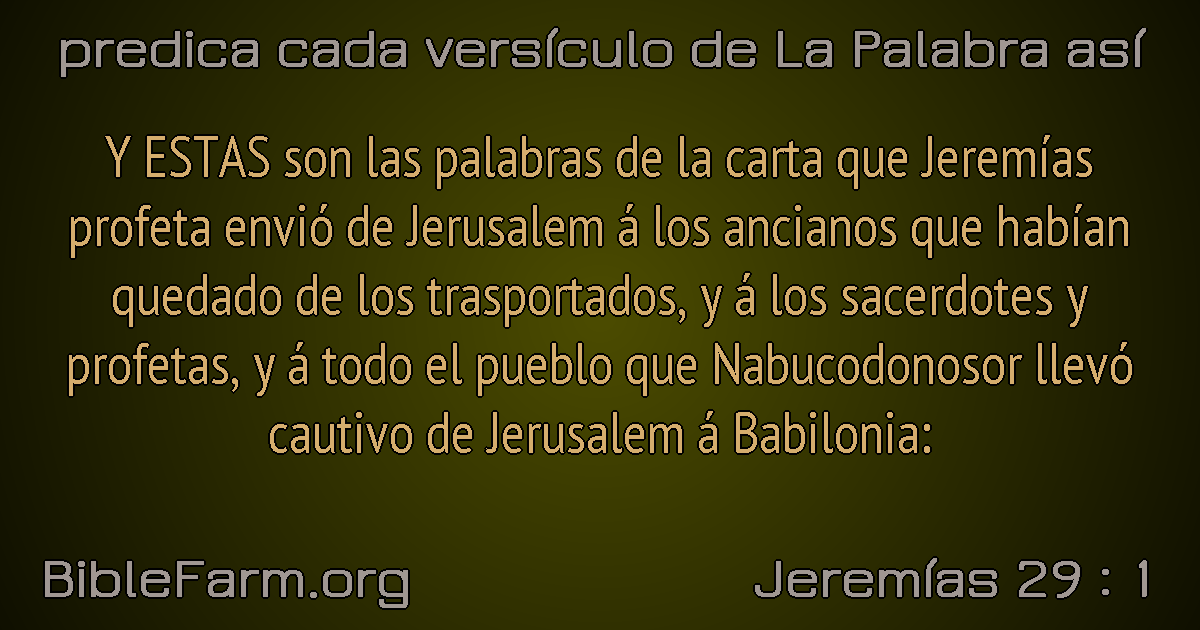 predica cada versículo de La Palabra así
Y ESTAS son las palabras de la carta que Jeremías
profeta envió de Jerusalem á los ancianos que habían
quedado de los trasportados, y á los sacerdotes y
profetas, y á todo el pueblo que Nabucodonosor llevó
cautivo de Jerusalem á Babilonia:
BibleFarm.org
Jeremías 29 : 1